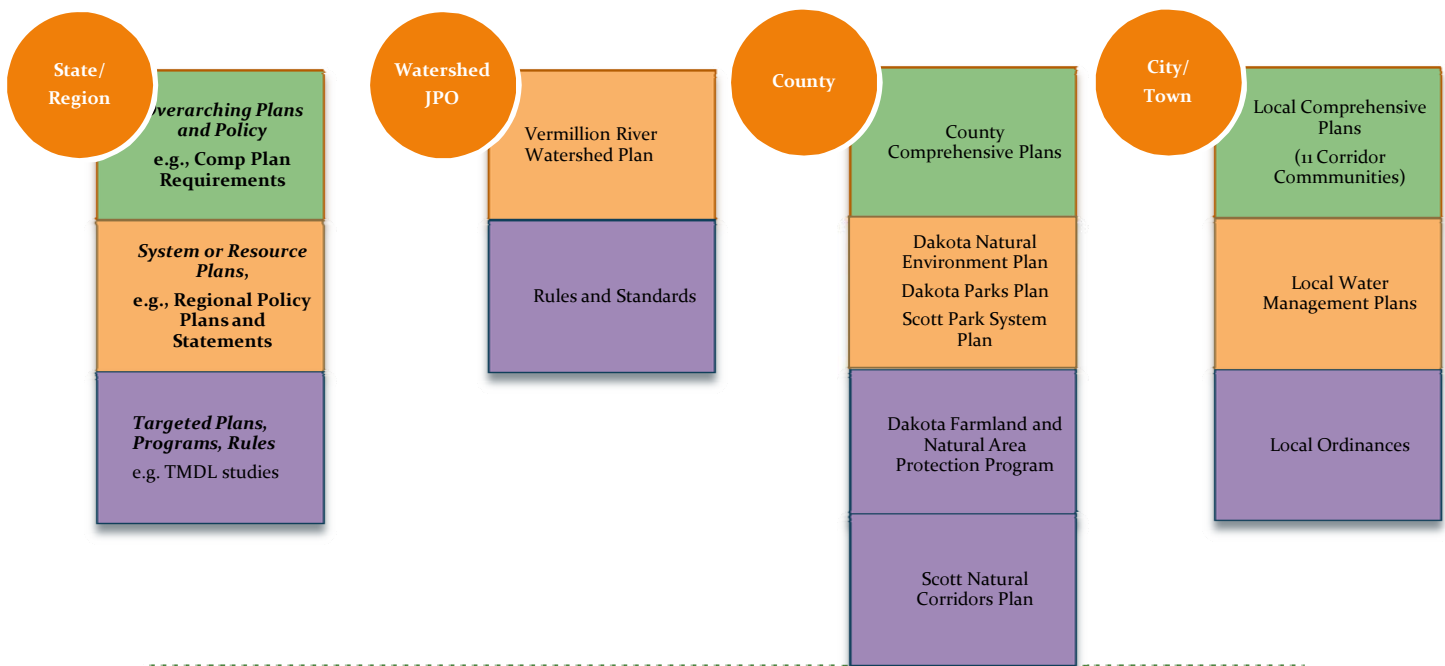 State/
Region
Overarching Plans
and Policy
e.g., Comp Plan
Requirements
System or Resource
Plans,
e.g., Regional Policy
Plans and
Statements
Targeted Plans,
Programs, Rules
e.g. TMDL studies
Watershed
JPO
Vermillion River
Watershed Plan
Rules and Standards
County
County
Comprehensive Plans
Dakota Natural
Environment Plan
Dakota Parks Plan
Scott Park System
Plan
Dakota Farmland and
Natural Area
Protection Program
Scott Natural
Corridors Plan
City/
Town
Local Comprehensive
Plans
(11 Corridor
Commmunities)
Local Water
Management Plans
Local Ordinances